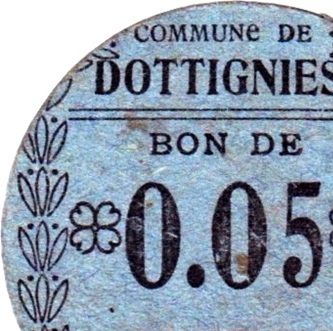 COMMUNE DE
DOTTIGNIES
BON DE
0.05